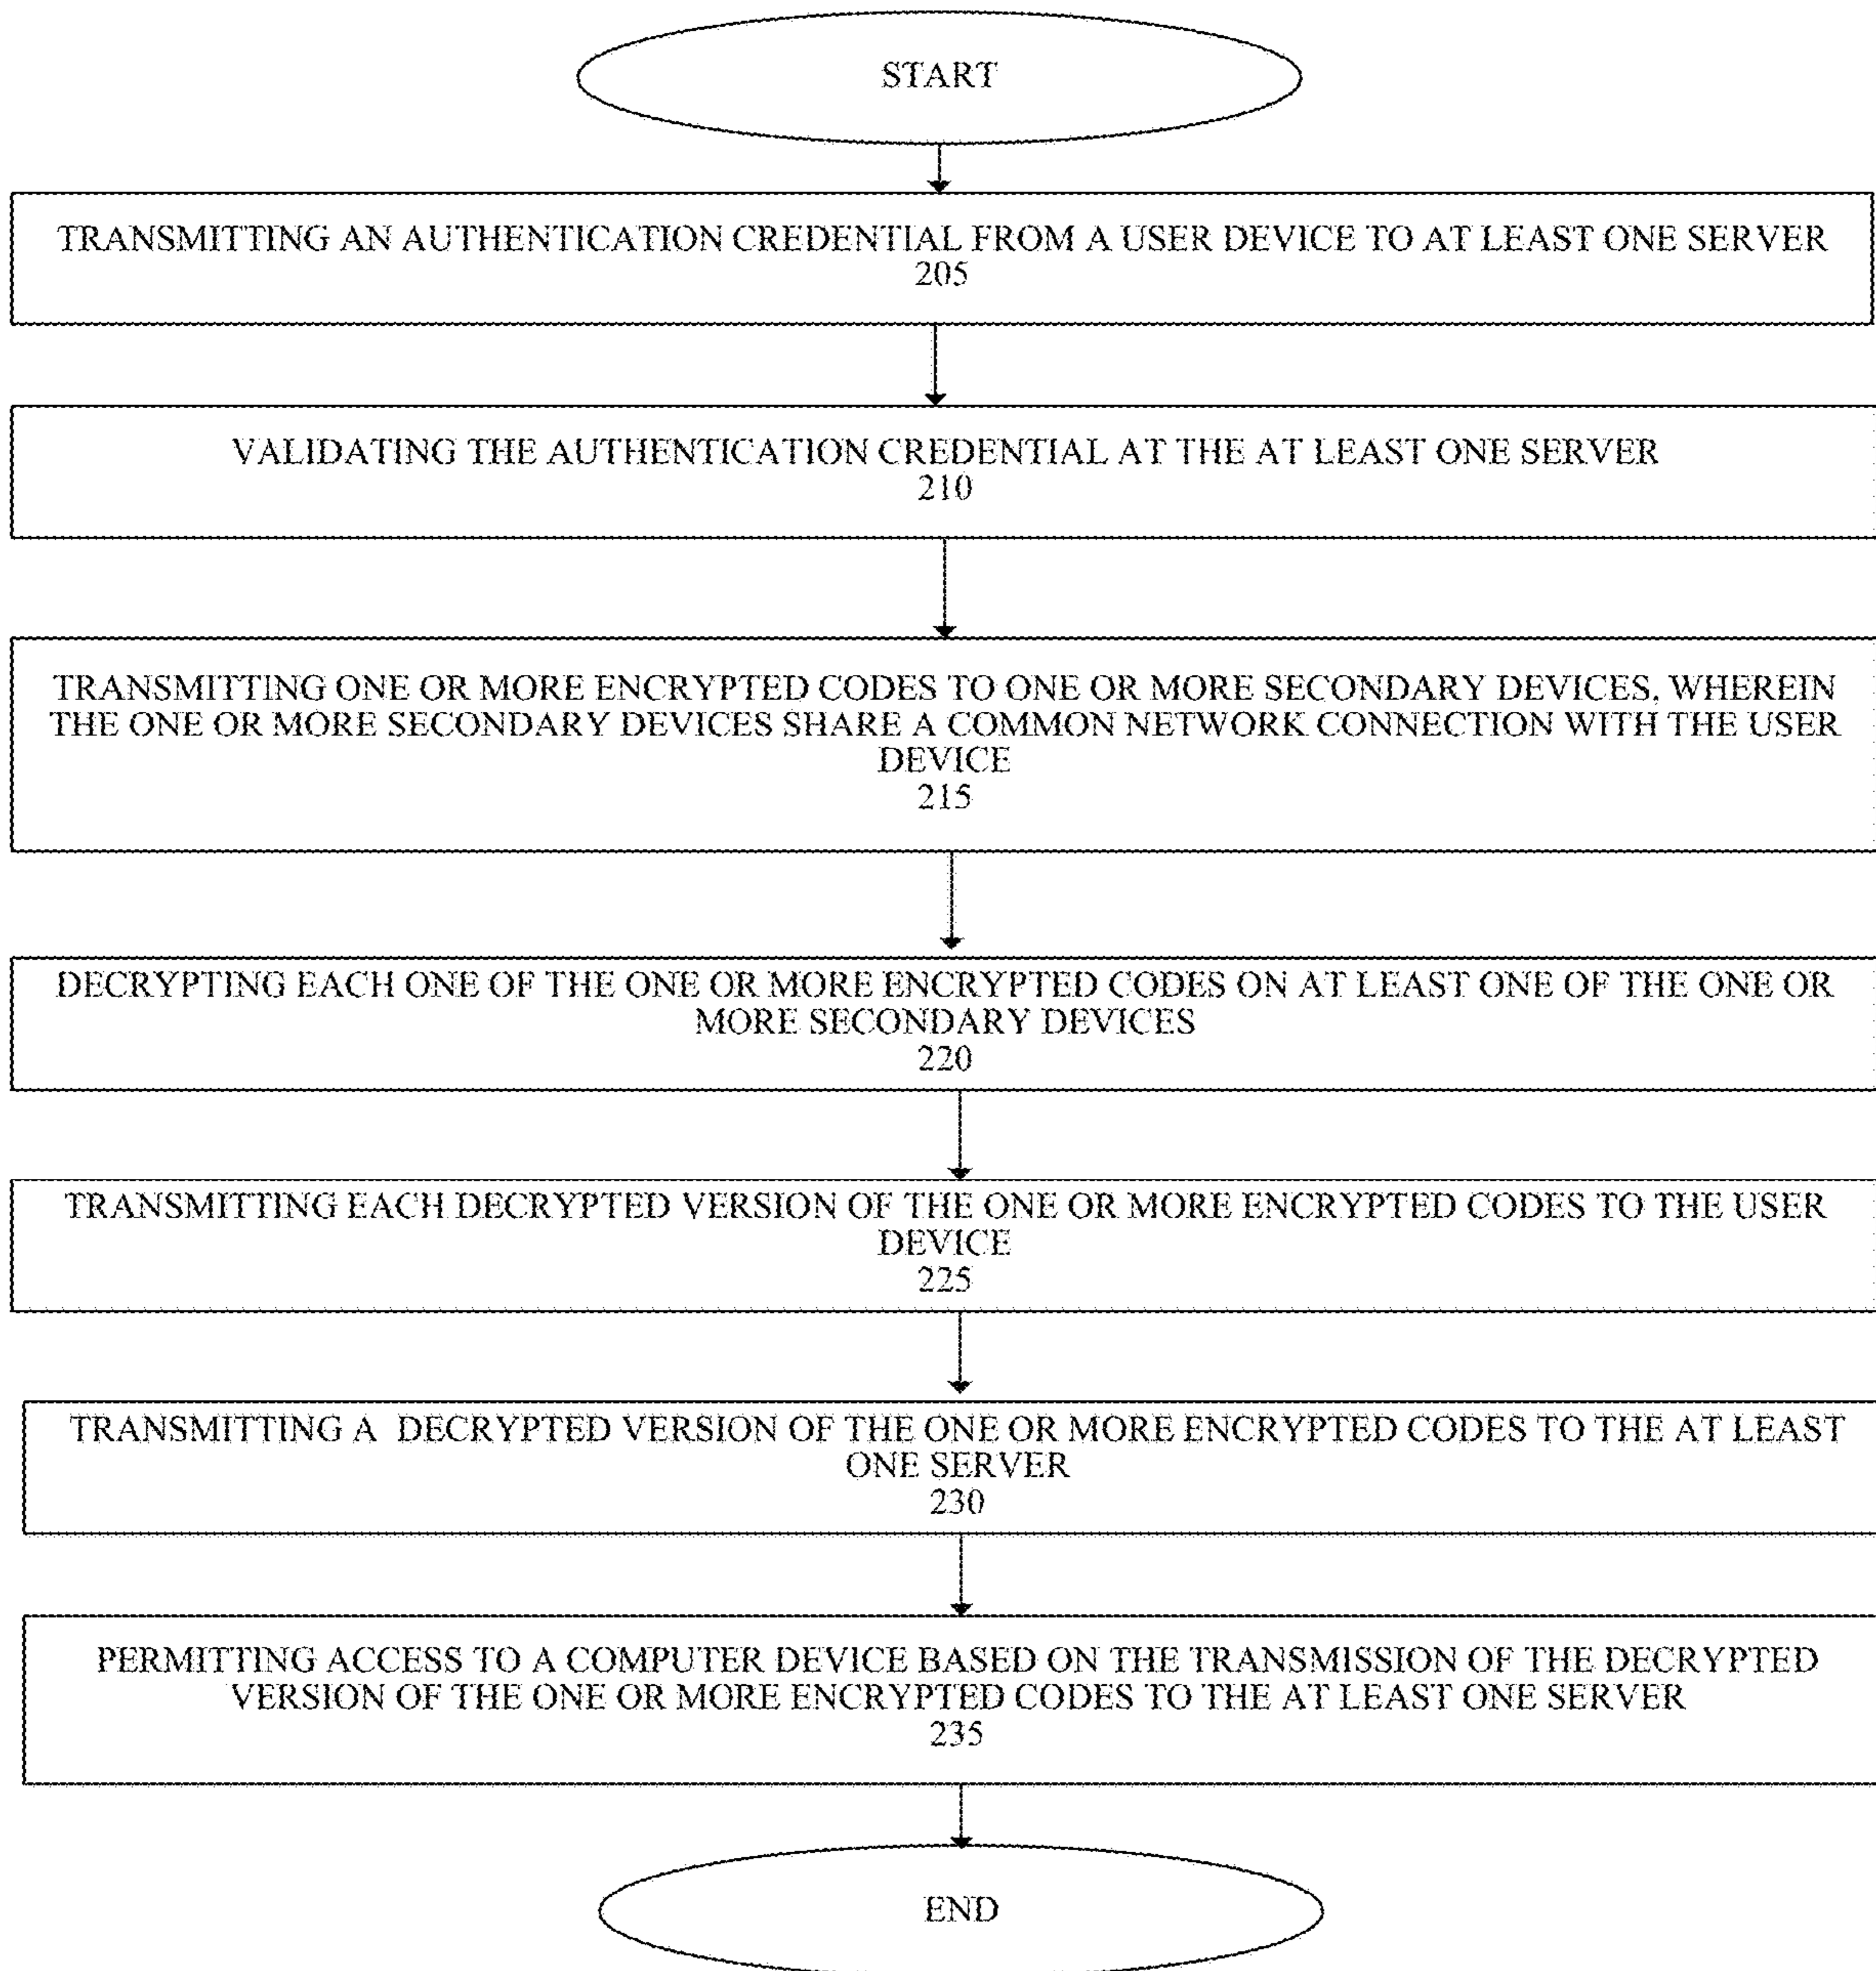 START
TRANSMITTING AN AUTHENTICATION CREDENTIAL FROM A USER DEVICE TO AT LEAST ONE SERVER
205
VALIDATING THE AUTHENTICATION CREDENTIAL AT THE AT LEAST ONE SERVER
210
TRANSMITTING ONE OR MORE ENCRYPTED CODES TO ONE OR MORE SECONDARY DEVICES, WHEREIN
THE ONE OR MORE SECONDARY DEVICES SHARE A COMMON NETWORK CONNECTION WITH THE USER
DEVICE
215
DECRYPTING EACH ONE OF THE ONE OR MORE ENCRYPTED CODES ON AT LEAST ONE OF THE ONE OR
MORE SECONDARY DEVICES
220
TRANSMITTING EACH DECRYPTED VERSION OF THE ONE OR MORE ENCRYPTED CODES TO THE USER
DEVICE
225
TRANSMITTING A DECRYPTED VERSION OF THE ONE OR MORE ENCRYPTED CODES TO THE AT LEAST
ONE SERVER
230
PERMITTING ACCESS TO A COMPUTER DEVICE BASED ON THE TRANSMISSION OF THE DECRYPTED
VERSION OF THE ONE OR MORE ENCRYPTED CODES TO THE AT LEAST ONE SERVER
235
END